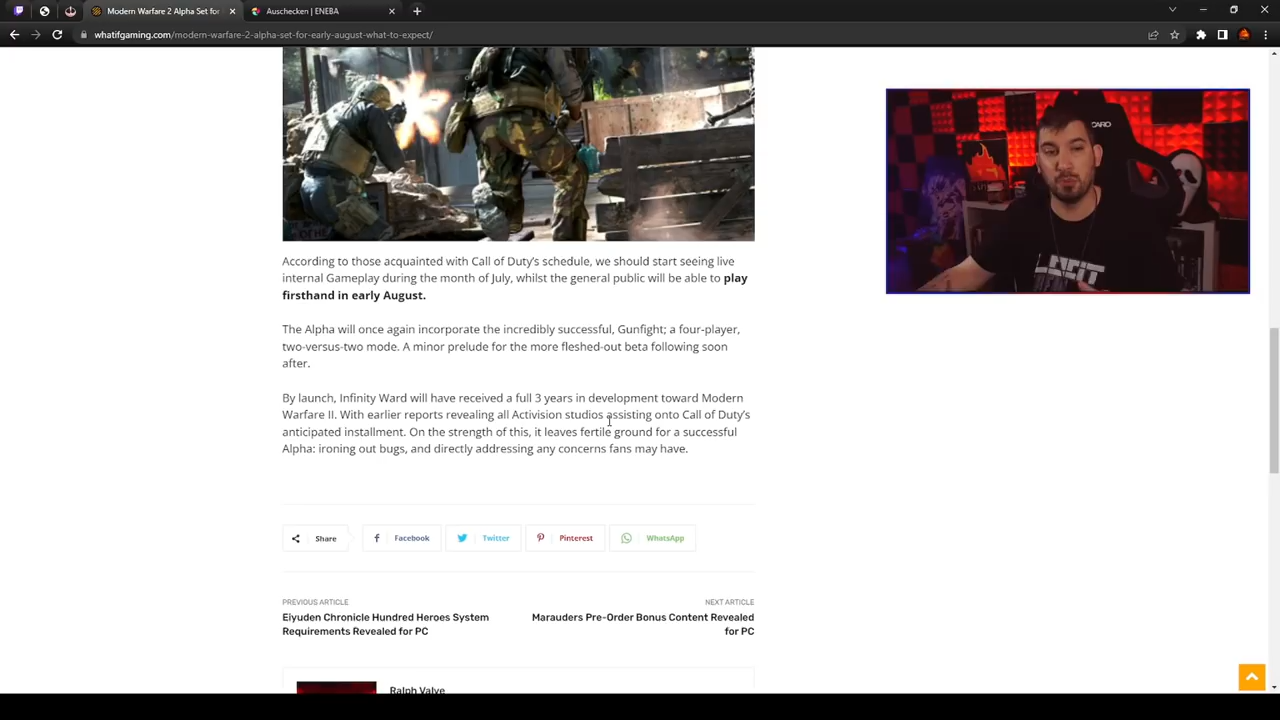 Modern Warfare 2 Alpha Set for
Auschecken | ENEBA
whatifgaming.com/modern-warfare-2-alpha-set-for-early-august-what-to-expect/
According to those acquainted with Call of Duty's schedule, we should start seeing live
internal Gameplay during the month of July, whilst the general public will be able to play
firsthand in early August.
The Alpha will once again incorporate the incredibly successful, Gunfight; a four-player,
two-versus-two mode. A minor prelude for the more fleshed-out beta following soon
after.
By launch, Infinity Ward will have received a full 3 years in development toward Modern
Warfare II. With earlier reports revealing all Activision studios assisting onto Call of Duty's
anticipated installment. On the strength of this, it leaves fertile ground for a successful
Alpha: ironing out bugs, and directly addressing any concerns fans may have.
Share
Facebook
Twitter
Pinterest
WhatsApp
PREVIOUS ARTICLE
Eiyuden Chronicle Hundred Heroes System
Requirements Revealed for PC
NEXT ARTICLE
Marauders Pre-Order Bonus Content Revealed
for PC
Ralph Valve